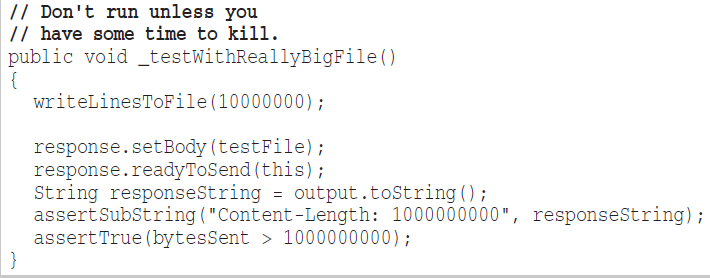 // Don't run unless you
// have some time to kill.
public void _testWithReallyBigFile()
{
writeLinesToFile(10000000);
response.setBody(testFile);
response.readyToSend(this);
String responseString = output.toString();
assertSubString("Content-Length: 1000000000", responseString);
assertTrue(bytesSent > 1000000000);
}